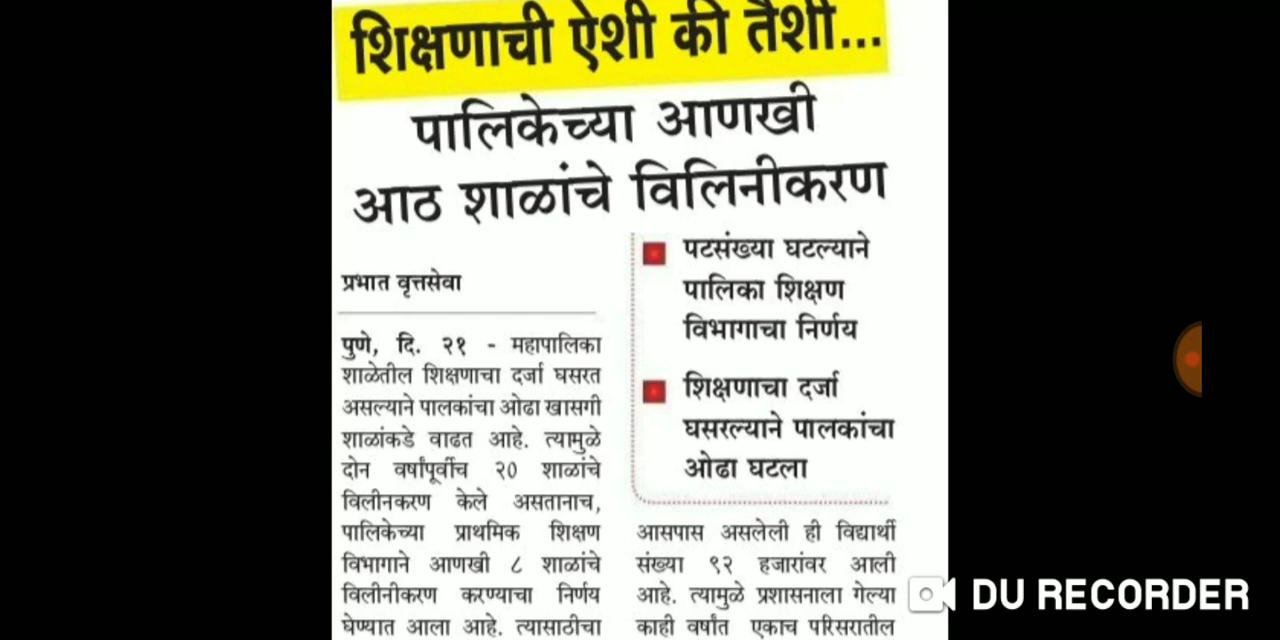 शिक्षणाची ऐशी की तैशी...
पालिकेच्या आणखी
आठ शाळांचे विलिनीकरण
प्रभात वृत्तसेवा
पुणे, दि. २१ - महापालिका
शाळेतील शिक्षणाचा दर्जा घसरत
असल्याने पालकांचा ओढा खासगी
शाळांकडे वाढत आहे. त्यामुळे
दोन वर्षांपूर्वीच २० शाळांचे
विलीनकरण केले असतानाच,
पालिकेच्या प्राथमिक शिक्षण
विभागाने आणखी ८ शाळांचे
विलीनीकरण करण्याचा निर्णय
घेण्यात आला आहे. त्यासाठीचा
पटसंख्या घटल्याने
पालिका शिक्षण
विभागाचा निर्णय
शिक्षणाचा दर्जा
घसरल्याने पालकांचा
ओढा घटला
आसपास असलेली ही विद्यार्थी
संख्या ९२ हजारांवर आली
आहे. त्यामुळे प्रशासनाला गेल्या
काही वर्षांत एकाच परिसरातील
DU RECORDER